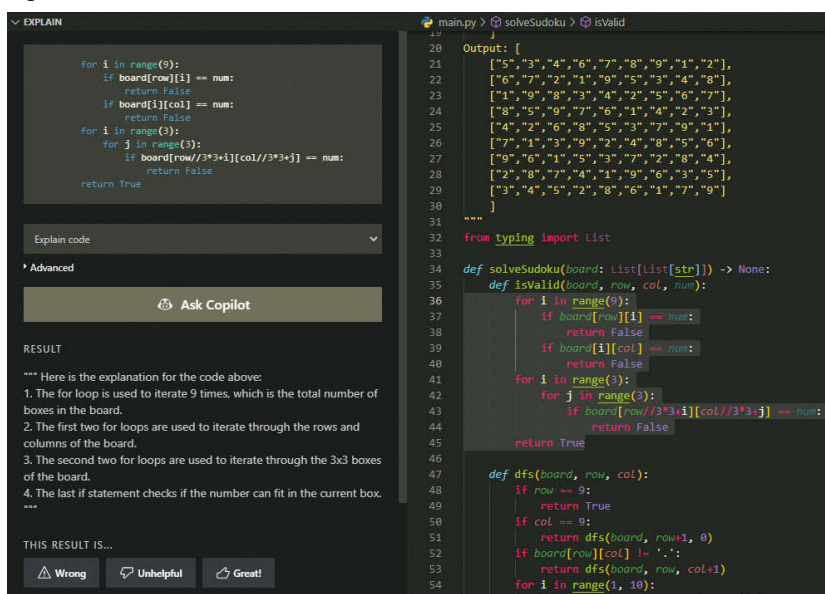 EXPLAIN
for i in range(9):
if board[row][i] == num:
return False
if board[i][col] == num:
return False
for i in range(3):
for j in range(3):
if board[row//3*3+i][col//3*3+j] == num:
return False
return True
Explain code
Advanced
Ask Copilot
RESULT
""" Here is the explanation for the code above:
1. The for loop is used to iterate 9 times, which is the total number of
boxes in the board.
2. The first two for loops are used to iterate through the rows and
columns of the board.
3. The second two for loops are used to iterate through the 3x3 boxes
of the board.
4. The last if statement checks if the number can fit in the current box.
"""
THIS RESULT IS...
Wrong Unhelpful Great!
main.py > solveSudoku > isValid
19 ]
20 Output: [
21 ["5","3","4","6","7","8","9","1","2"],
22 ["6","7","2","1","9","5","3","4","8"],
23 ["1","9","8","3","4","2","5","6","7"],
24 ["8","5","9","7","6","1","4","2","3"],
25 ["4","2","6","8","5","3","7","9","1"],
26 ["7","1","3","9","2","4","8","5","6"],
27 ["9","6","1","5","3","7","2","8","4"],
28 ["2","8","7","4","1","9","6","3","5"],
29 ["3","4","5","2","8","6","1","7","9"]
30 ]
31 """
32 from typing import List
33
34 def solveSudoku(board: List[List[str]]) -> None:
35 def isValid(board, row, col, num):
36 for i in range(9):
37 if board[row][i] == num:
38 return False
39 if board[i][col] == num:
40 return False
41 for i in range(3):
42 for j in range(3):
43 if board[row//3*3+i][col//3*3+j] == num:
44 return False
45 return True
46
47 def dfs(board, row, col):
48 if row == 9:
49 return True
50 if col == 9:
51 return dfs(board, row+1, 0)
52 if board[row][col] != '.':
53 return dfs(board, row, col+1)
54 for i in range(1, 10):